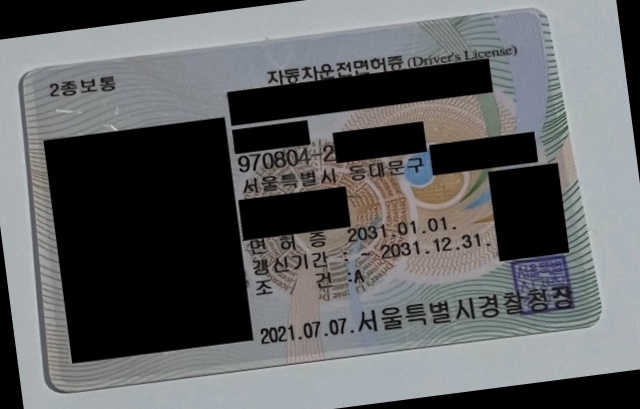 2종보통
자동차운전면허증 (Driver's License)
970804-2
서울특별시 동대문구
면 허 증 2031.01.01.
갱신기간 : ~ 2031.12.31.
조 건 :A
2021.07.07. 서울특별시경찰청장